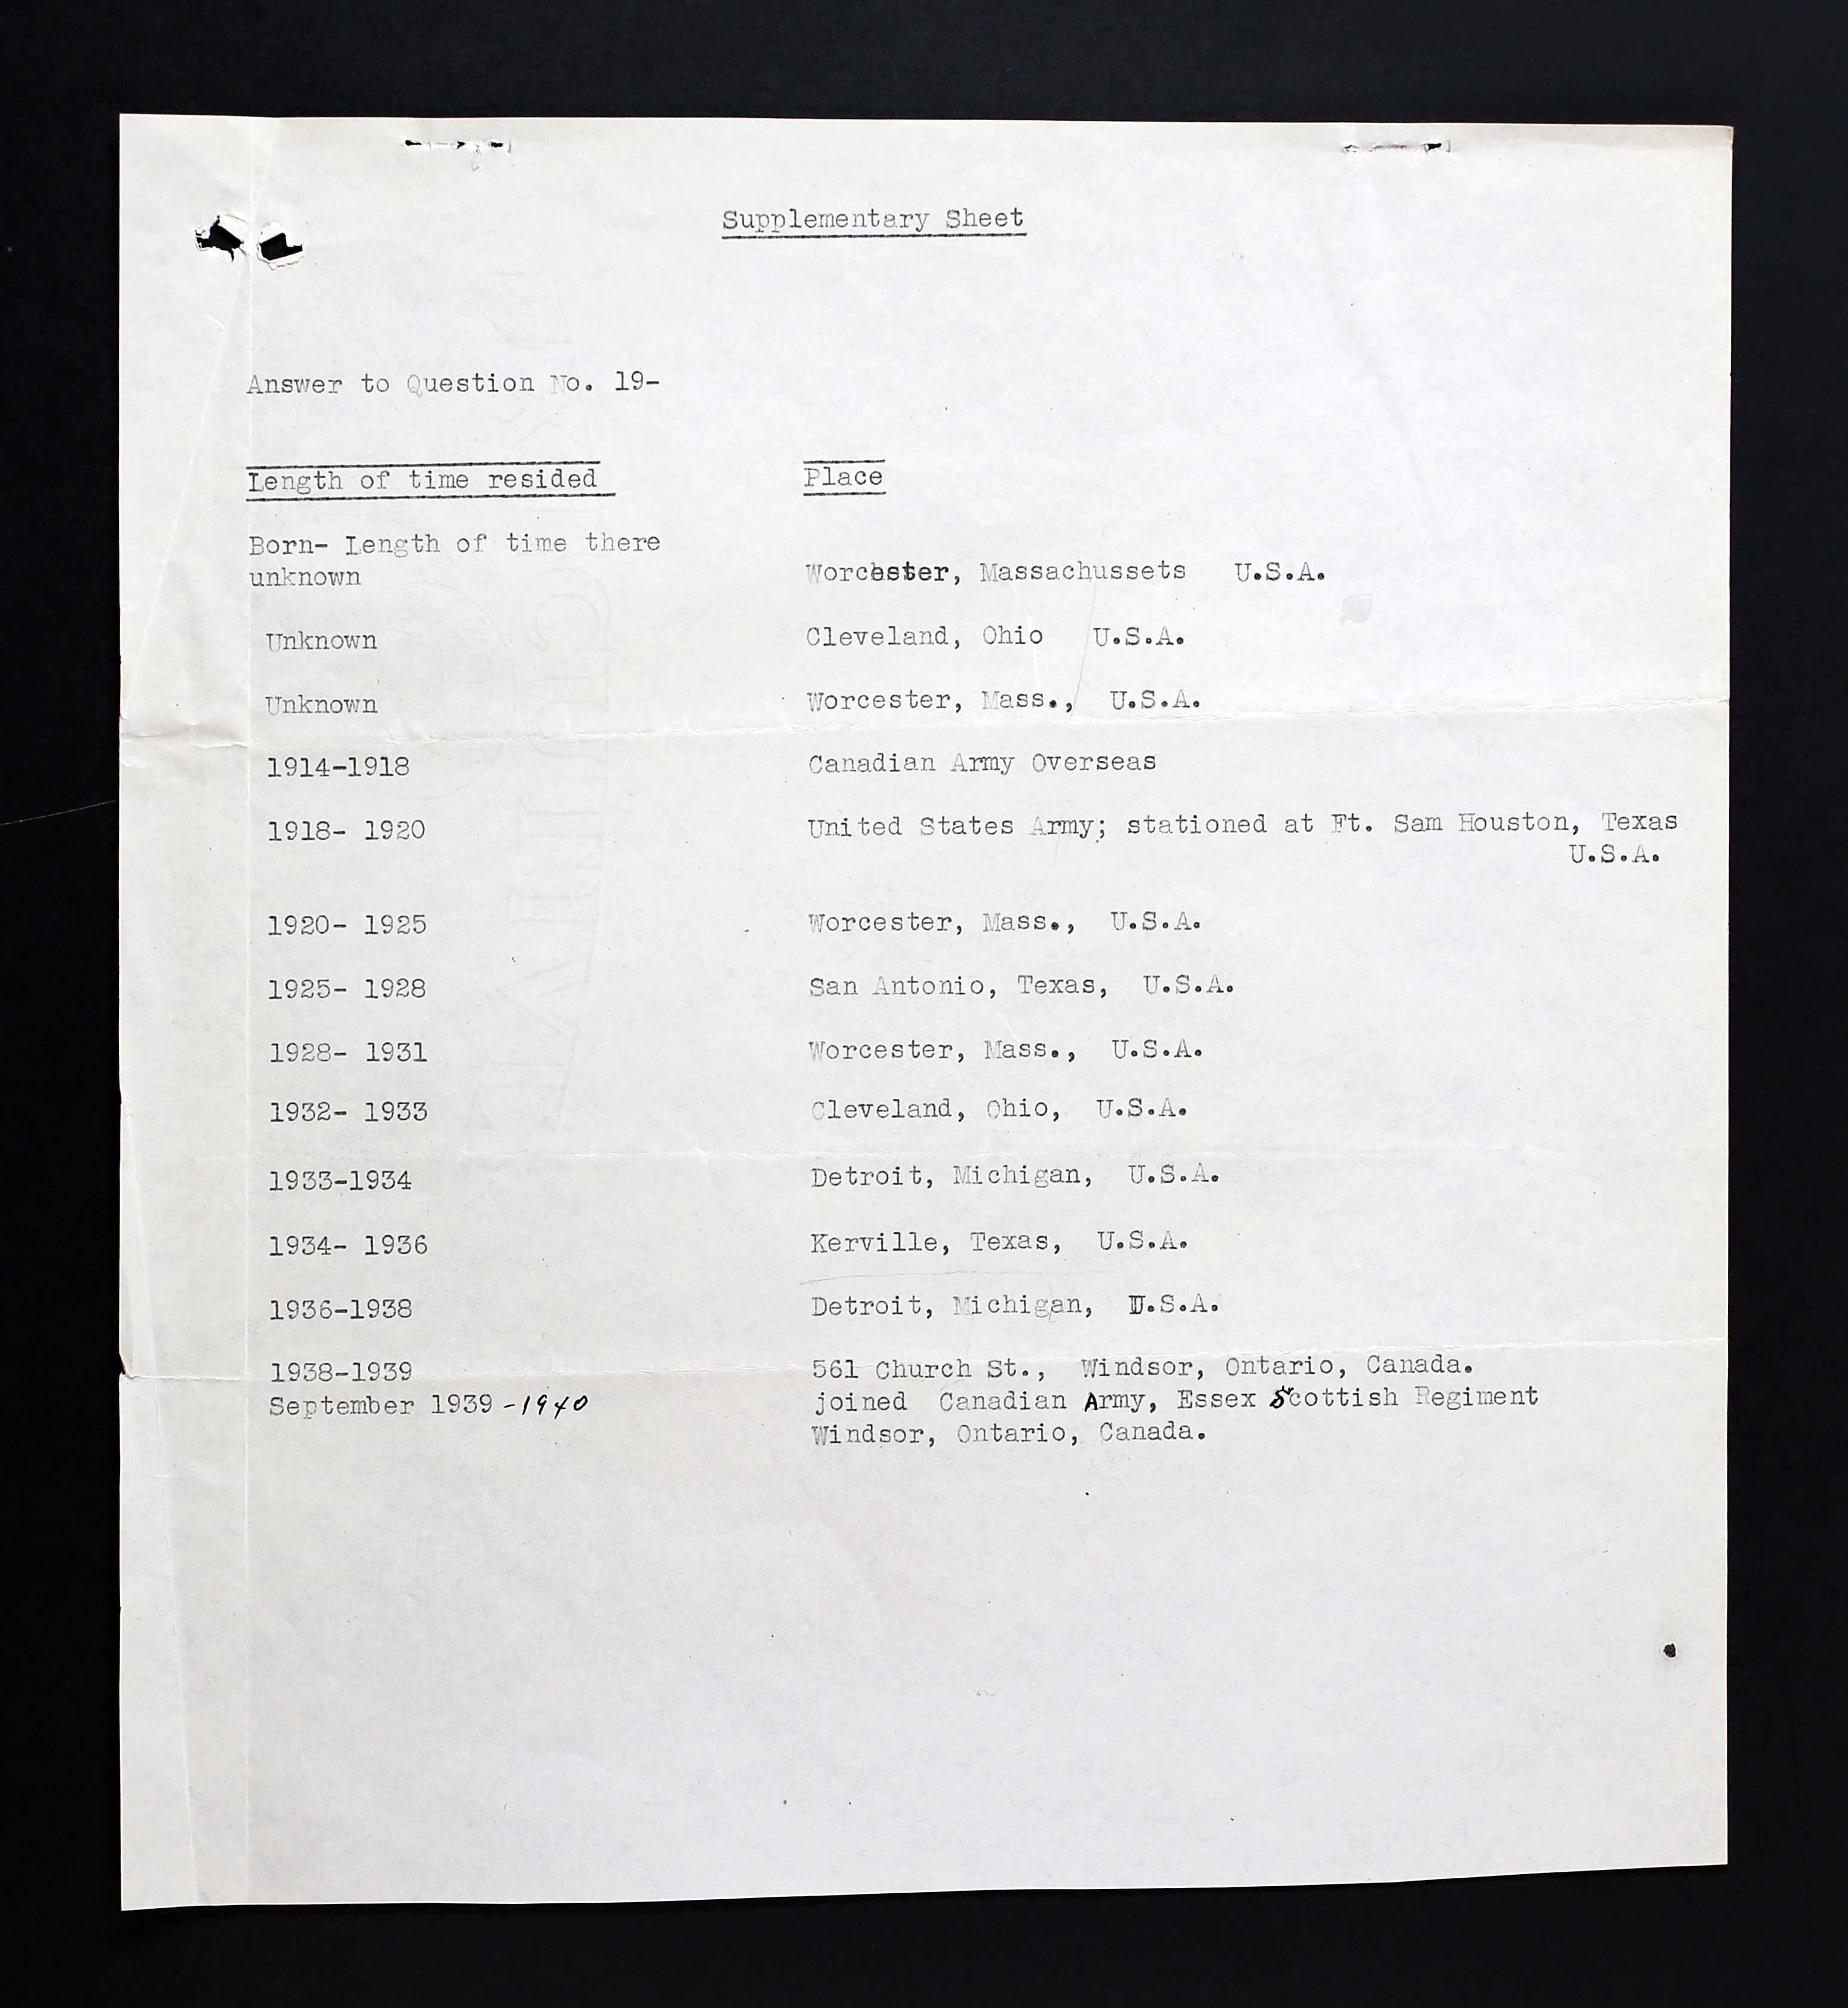 Supplementary Sheet
Answer to Question No. 19-
Length of time resided Place
Born- Length of time there
unknown Worcester, Massachussets U.S.A.
Unknown Cleveland, Ohio U.S.A.
Unknown Worcester, Mass., U.S.A.
1914-1918 Canadian Army Overseas
1918- 1920 United States Army; stationed at Ft. Sam Houston, Texas
U.S.A.
1920- 1925 Worcester, Mass., U.S.A.
1925- 1928 San Antonio, Texas, U.S.A.
1928- 1931 Worcester, Mass., U.S.A.
1932- 1933 Cleveland, Ohio, U.S.A.
1933-1934 Detroit, Michigan, U.S.A.
1934- 1936 Kerville, Texas, U.S.A.
1936-1938 Detroit, Michigan, U.S.A.
1938-1939 561 Church St., Windsor, Ontario, Canada.
September 1939 -1940 joined Canadian Army, Essex Scottish Regiment
Windsor, Ontario, Canada.